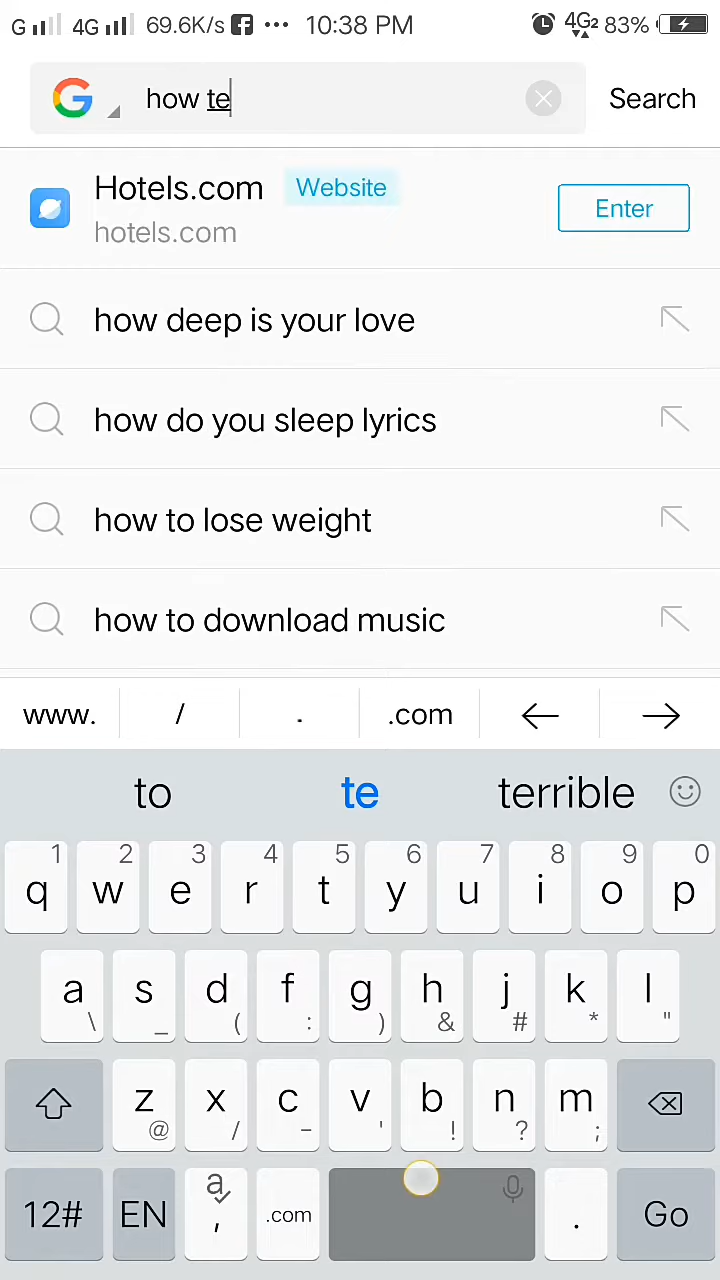 G 4G 69.6K/s 10:38 PM 4G2 83%
how te Search
Hotels.com Website
hotels.com Enter
how deep is your love
how do you sleep lyrics
how to lose weight
how to download music
www. / . .com ← →
to te terrible
1 2 3 4 5 6 7 8 9 0
q w e r t y u i o p
a s d f g h j k l
\ _ ( : ) & # * "
z x c v b n m
@ / - ' ! ? ;
12# EN a , .com . Go